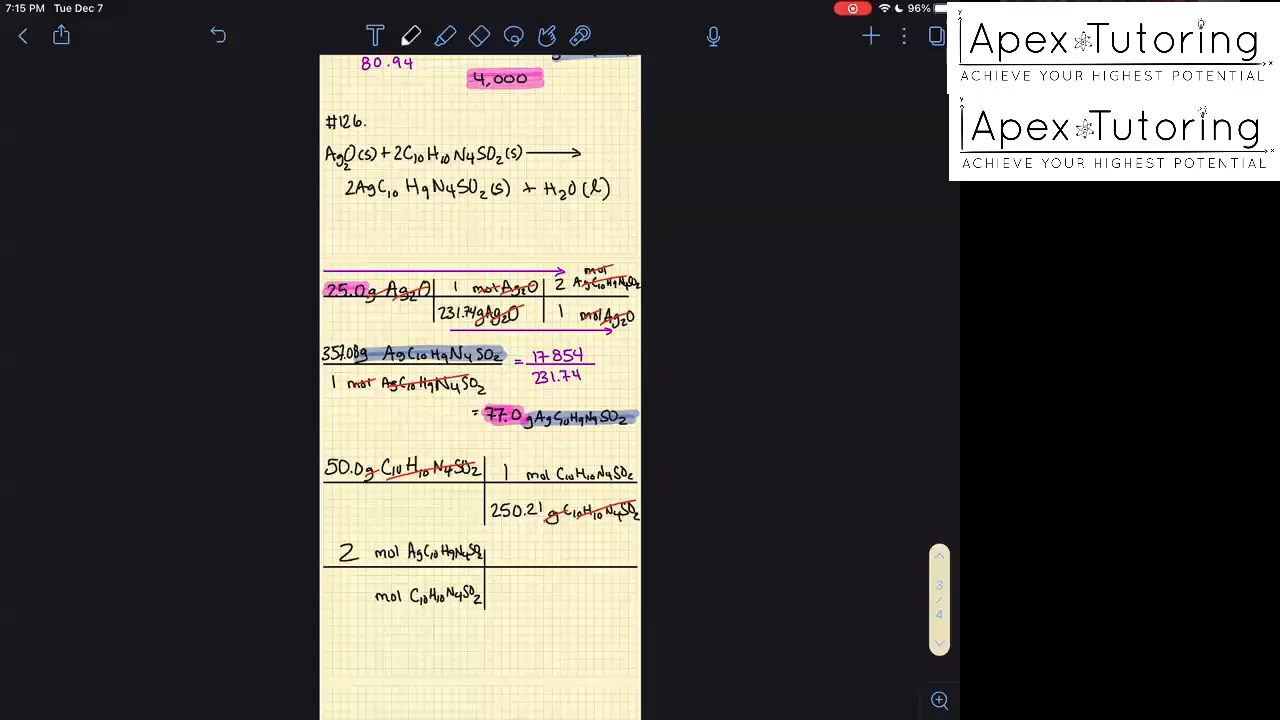 7:15 PM Tue Dec 7
96%
Apex Tutoring
ACHIEVE YOUR HIGHEST POTENTIAL
Apex Tutoring
ACHIEVE YOUR HIGHEST POTENTIAL
80.94
4,000
#126.
Ag2O(s) + 2C10H10N4SO2(s) →
2AgC10H9N4SO2(s) + H2O(l)
25.0g Ag2O 1 mol Ag2O 2 mol AgC10H9N4SO2
231.74g Ag2O 1 mol Ag2O
357.08g AgC10H9N4SO2 = 17854
1 mol AgC10H9N4SO2 231.74
= 77.0 gAgC10H9N4SO2
50.0g C10H10N4SO2 1 mol C10H10N4SO2
250.21 g C10H10N4SO2
2 mol AgC10H9N4SO2
mol C10H10N4SO2
3
/
4